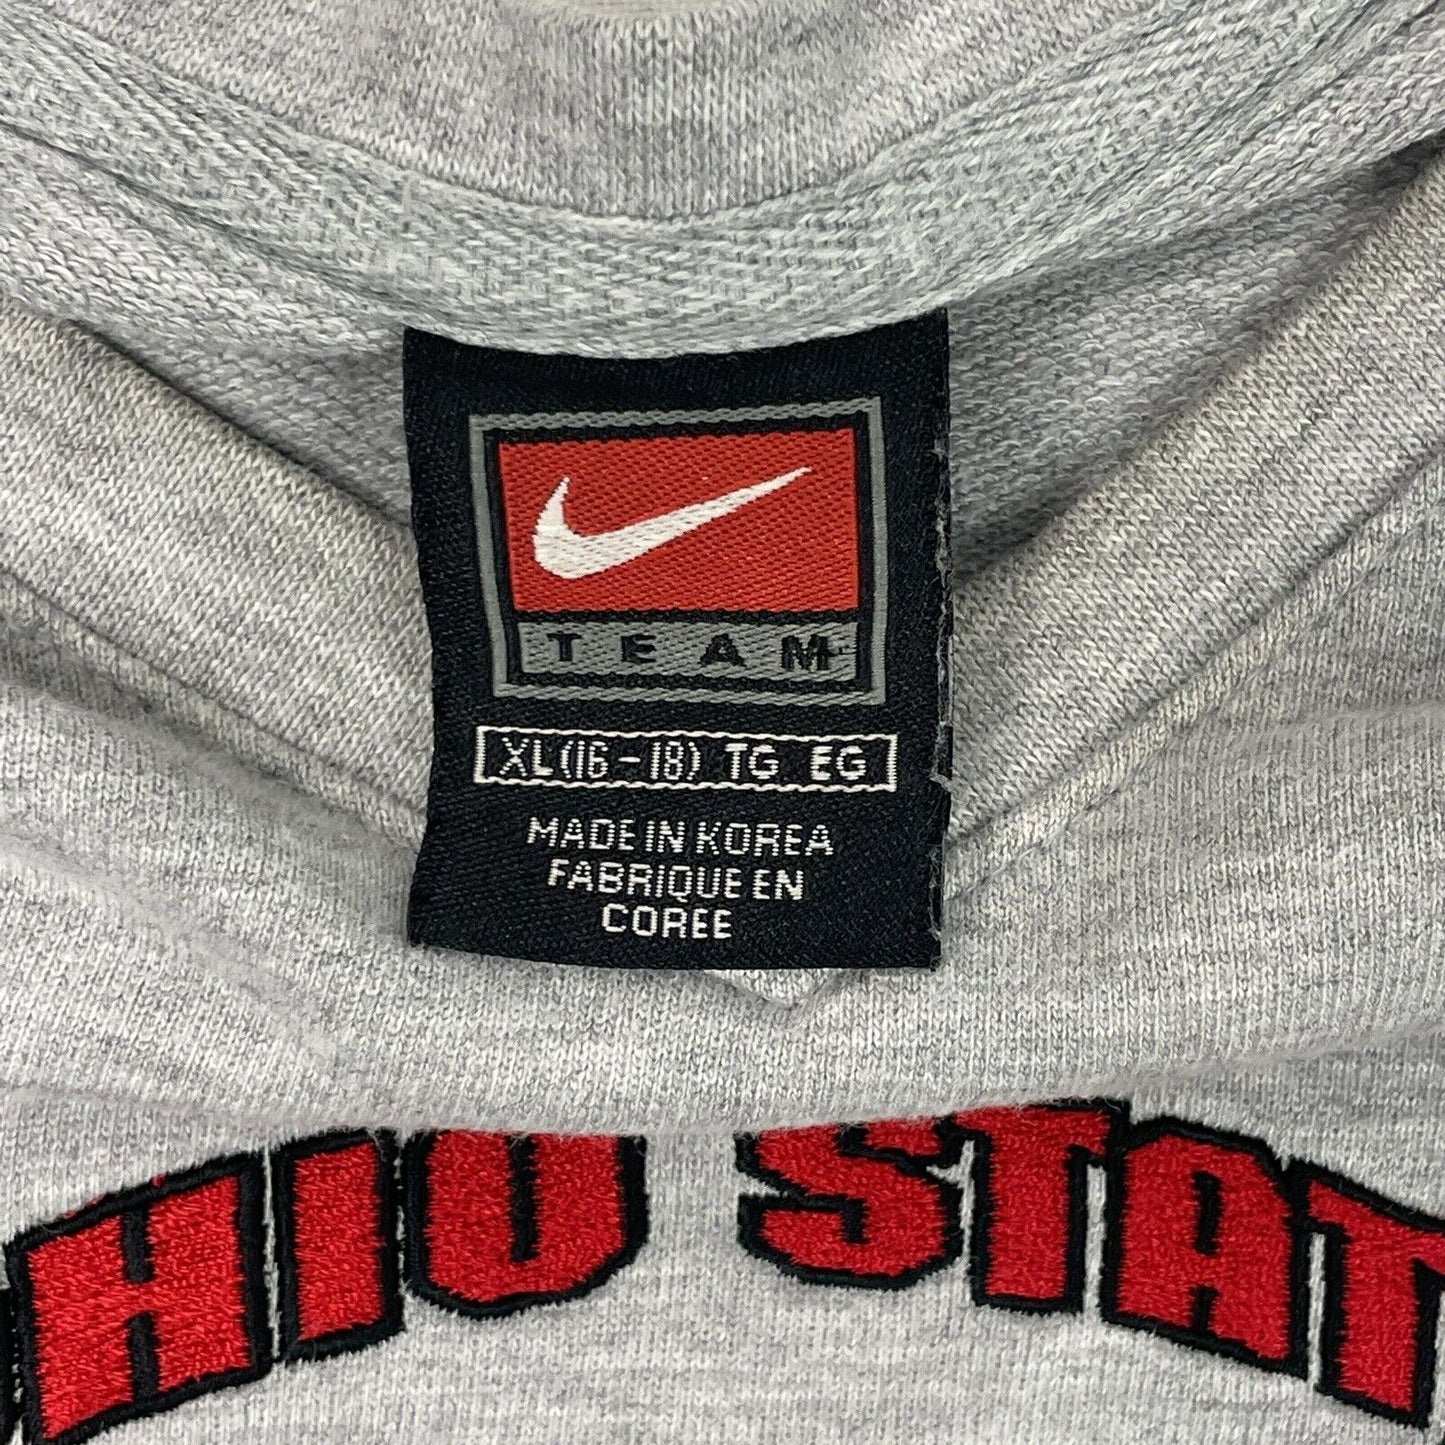 TEAM
XL (16-18) TG EG
MADE IN KOREA
FABRIQUE EN
COREE
HIO STAT